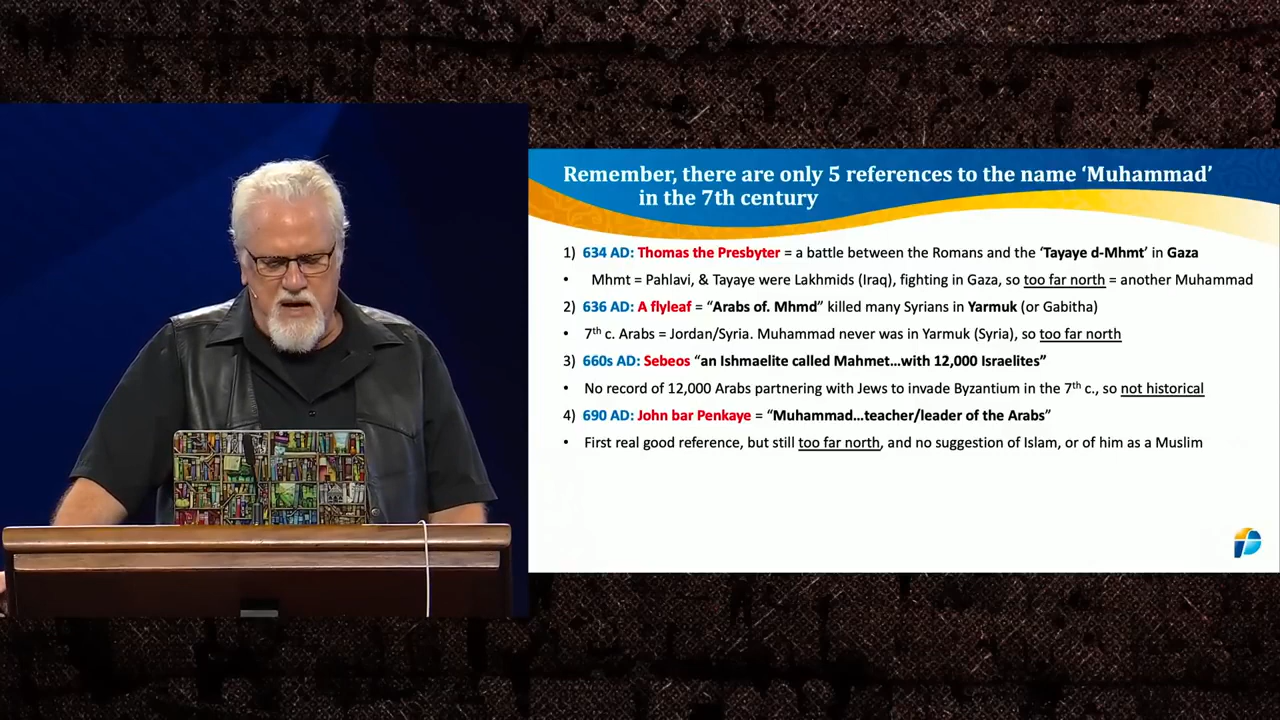 Remember, there are only 5 references to the name ‘Muhammad’
in the 7th century
1) 634 AD: Thomas the Presbyter = a battle between the Romans and the ‘Tayaye d-Mhmt’ in Gaza
• Mhmt = Pahlavi, & Tayaye were Lakhmids (Iraq), fighting in Gaza, so too far north = another Muhammad
2) 636 AD: A flyleaf = “Arabs of. Mhmd” killed many Syrians in Yarmuk (or Gabitha)
• 7th c. Arabs = Jordan/Syria. Muhammad never was in Yarmuk (Syria), so too far north
3) 660s AD: Sebeos “an Ishmaelite called Mahmet...with 12,000 Israelites”
• No record of 12,000 Arabs partnering with Jews to invade Byzantium in the 7th c., so not historical
4) 690 AD: John bar Penkaye = “Muhammad...teacher/leader of the Arabs”
• First real good reference, but still too far north, and no suggestion of Islam, or of him as a Muslim